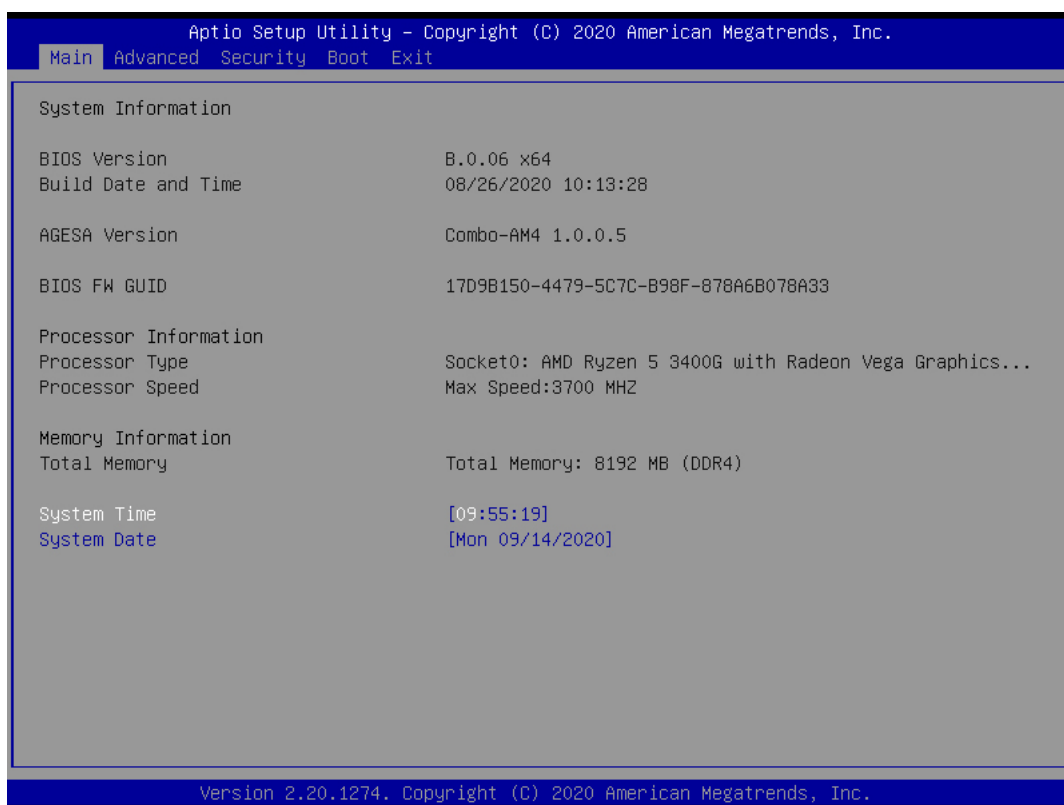 Aptio Setup Utility – Copyright (C) 2020 American Megatrends, Inc.
Main Advanced Security Boot Exit
System Information
BIOS Version B.0.06 x64
Build Date and Time 08/26/2020 10:13:28
AGESA Version Combo-AM4 1.0.0.5
BIOS FW GUID 17D9B150-4479-5C7C-B98F-878A6B078A33
Processor Information
Processor Type Socket0: AMD Ryzen 5 3400G with Radeon Vega Graphics...
Processor Speed Max Speed:3700 MHZ
Memory Information
Total Memory Total Memory: 8192 MB (DDR4)
System Time [09:55:19]
System Date [Mon 09/14/2020]
Version 2.20.1274. Copyright (C) 2020 American Megatrends, Inc.